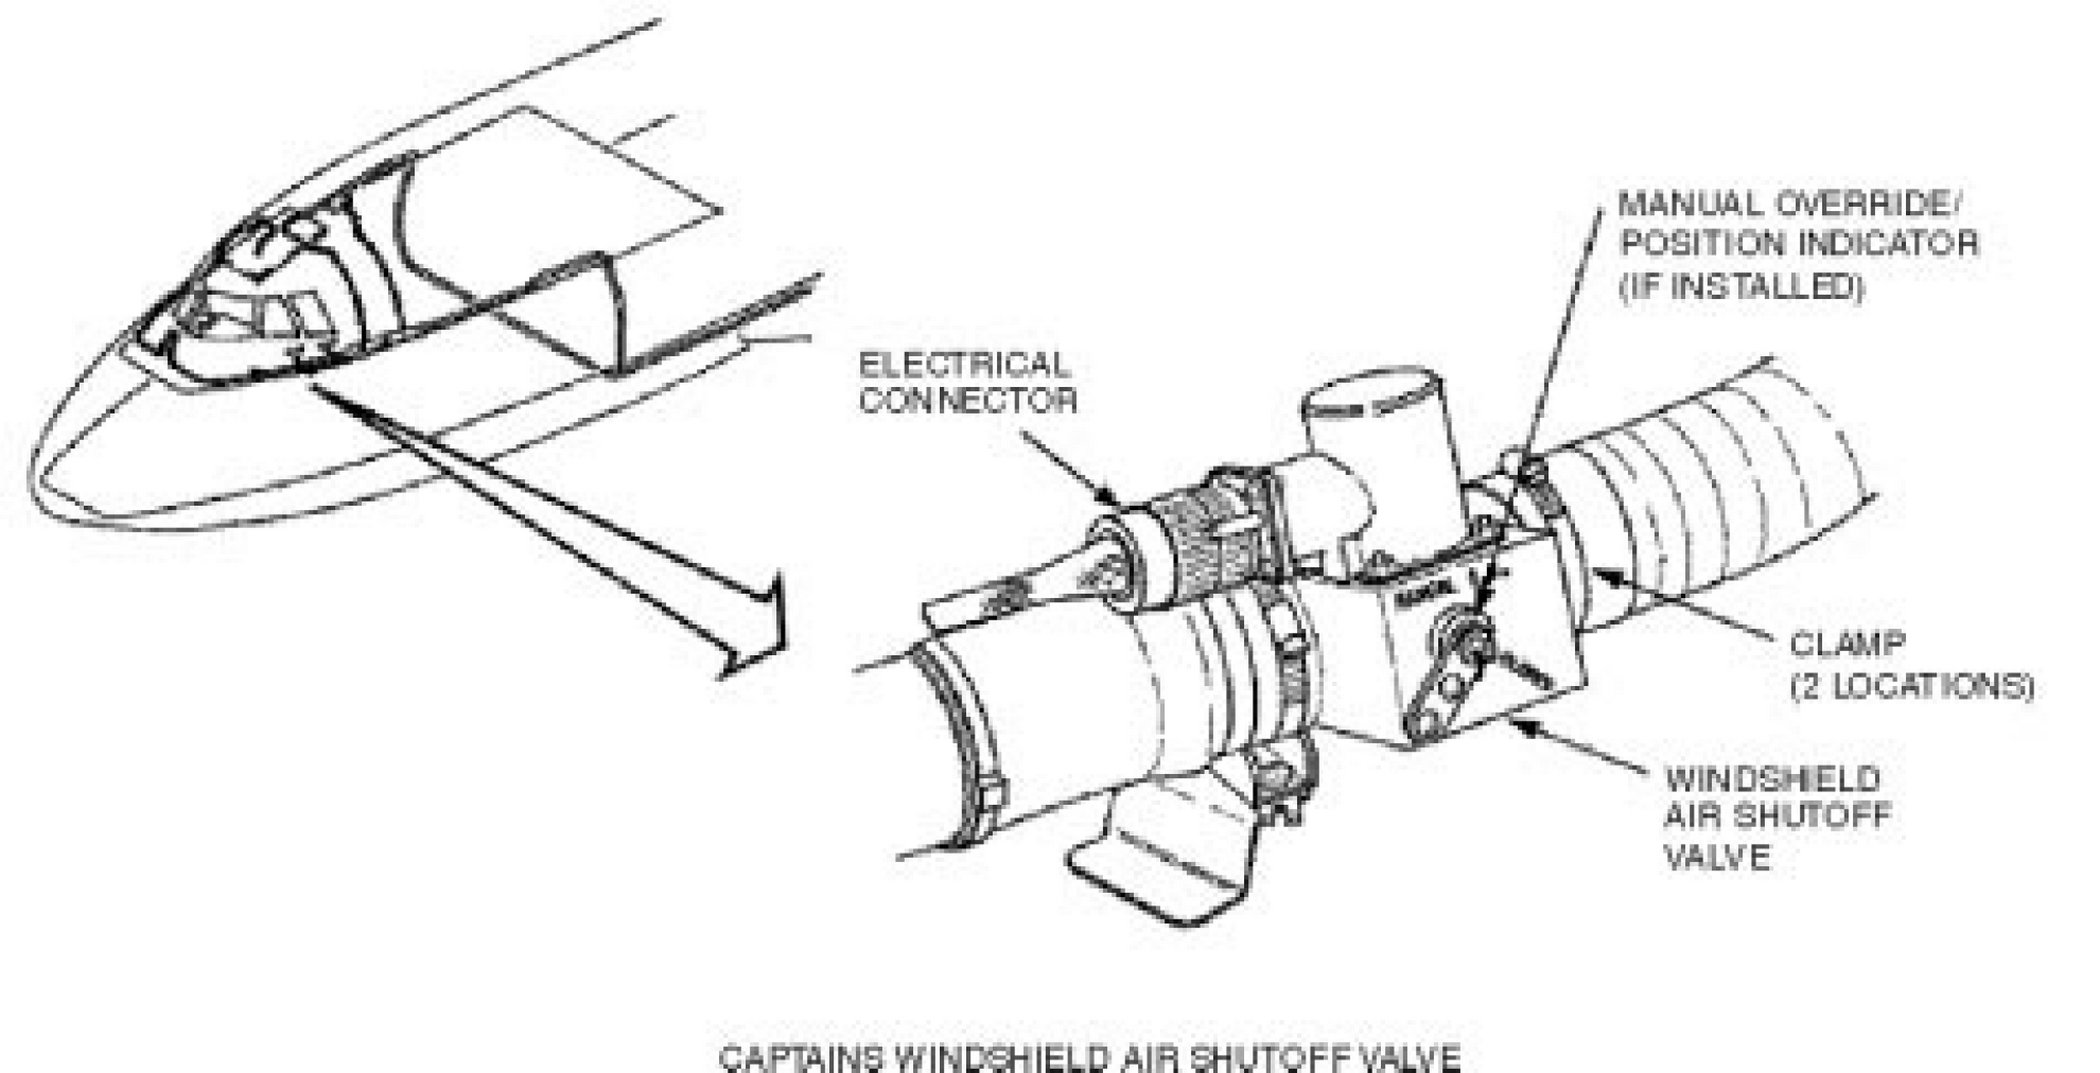 MANUAL OVERRIDE/
POSITION INDICATOR
(IF INSTALLED)
ELECTRICAL
CONNECTOR
CLAMP
(2 LOCATIONS)
WINDSHIELD
AIR SHUTOFF
VALVE
CAPTAINS WINDSHIELD AIR SHUTOFF VALVE